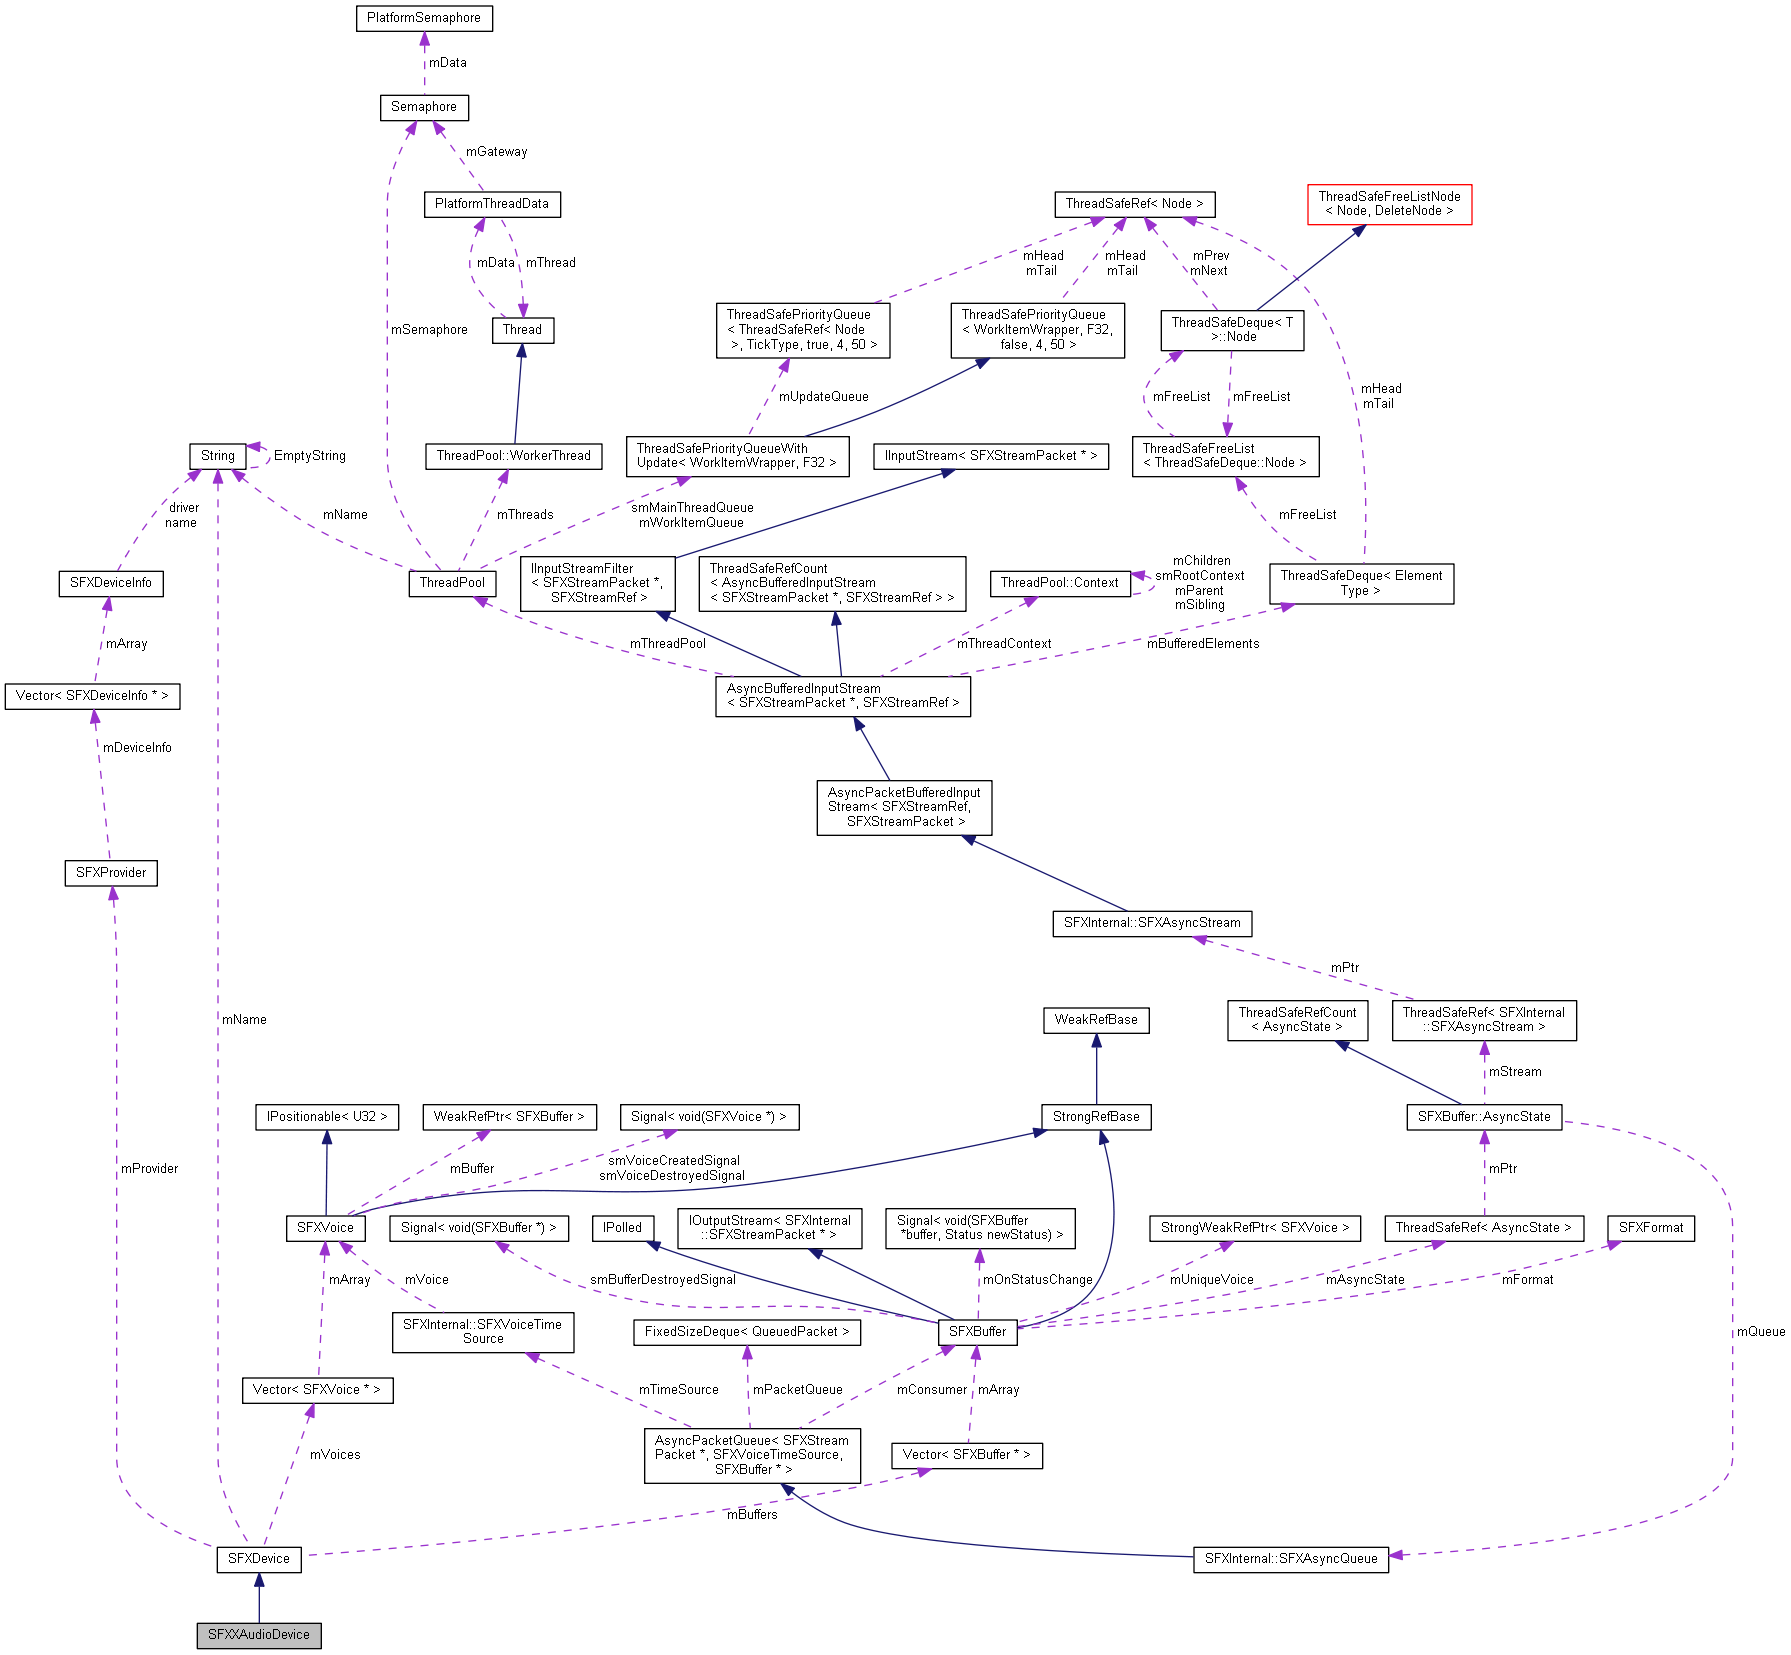 PlatformSemaphore
mData
Semaphore
mGateway
PlatformThreadData
ThreadSafeRef< Node >
ThreadSafeFreeListNode
< Node, DeleteNode >
mData
mThread
mHead
mTail
mHead
mTail
mPrev
mNext
mSemaphore
Thread
ThreadSafePriorityQueue
< ThreadSafeRef< Node
>, TickType, true, 4, 50 >
ThreadSafePriorityQueue
< WorkItemWrapper, F32,
false, 4, 50 >
ThreadSafeDeque< T
>::Node
mUpdateQueue
mFreeList
mFreeList
mHead
mTail
String
EmptyString
ThreadPool::WorkerThread
ThreadSafePriorityQueueWith
Update< WorkItemWrapper, F32 >
IInputStream< SFXStreamPacket * >
ThreadSafeFreeList
< ThreadSafeDeque::Node >
driver
name
mName
mThreads
smMainThreadQueue
mWorkItemQueue
mFreeList
SFXDeviceInfo
ThreadPool
IInputStreamFilter
< SFXStreamPacket *,
SFXStreamRef >
ThreadSafeRefCount
< AsyncBufferedInputStream
< SFXStreamPacket *, SFXStreamRef > >
ThreadPool::Context
mChildren
smRootContext
mParent
mSibling
ThreadSafeDeque< Element
Type >
mArray
mThreadPool
mThreadContext
mBufferedElements
Vector< SFXDeviceInfo * >
AsyncBufferedInputStream
< SFXStreamPacket *, SFXStreamRef >
mDeviceInfo
AsyncPacketBufferedInput
Stream< SFXStreamRef,
SFXStreamPacket >
SFXProvider
SFXInternal::SFXAsyncStream
mPtr
mName
WeakRefBase
ThreadSafeRefCount
< AsyncState >
ThreadSafeRef< SFXInternal
::SFXAsyncStream >
mStream
IPositionable< U32 >
WeakRefPtr< SFXBuffer >
Signal< void(SFXVoice *) >
StrongRefBase
SFXBuffer::AsyncState
mProvider
mBuffer
smVoiceCreatedSignal
smVoiceDestroyedSignal
mPtr
SFXVoice
Signal< void(SFXBuffer *) >
IPolled
IOutputStream< SFXInternal
::SFXStreamPacket * >
Signal< void(SFXBuffer
*buffer, Status newStatus) >
StrongWeakRefPtr< SFXVoice >
ThreadSafeRef< AsyncState >
SFXFormat
mArray
mVoice
smBufferDestroyedSignal
mOnStatusChange
mUniqueVoice
mAsyncState
mFormat
SFXInternal::SFXVoiceTime
Source
FixedSizeDeque< QueuedPacket >
SFXBuffer
mQueue
Vector< SFXVoice * >
mTimeSource
mPacketQueue
mConsumer
mArray
mVoices
AsyncPacketQueue< SFXStream
Packet *, SFXVoiceTimeSource,
SFXBuffer * >
Vector< SFXBuffer * >
mBuffers
SFXDevice
SFXInternal::SFXAsyncQueue
SFXXAudioDevice